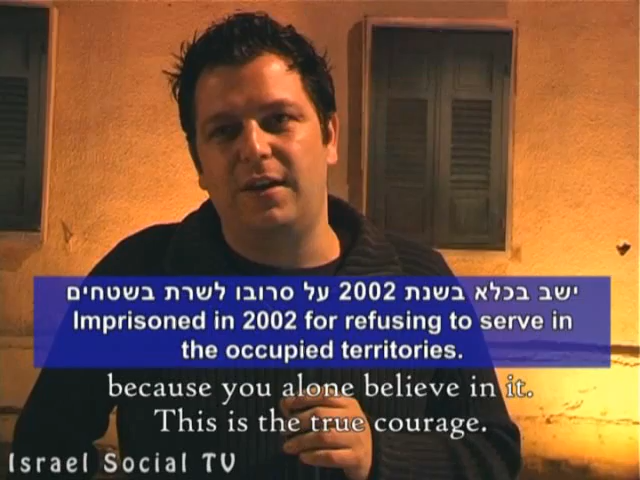 ישב בכלא בשנת 2002 על סרובו לשרת בשטחים
Imprisoned in 2002 for refusing to serve in
the occupied territories.
because you alone believe in it.
This is the true courage.
Israel Social TV